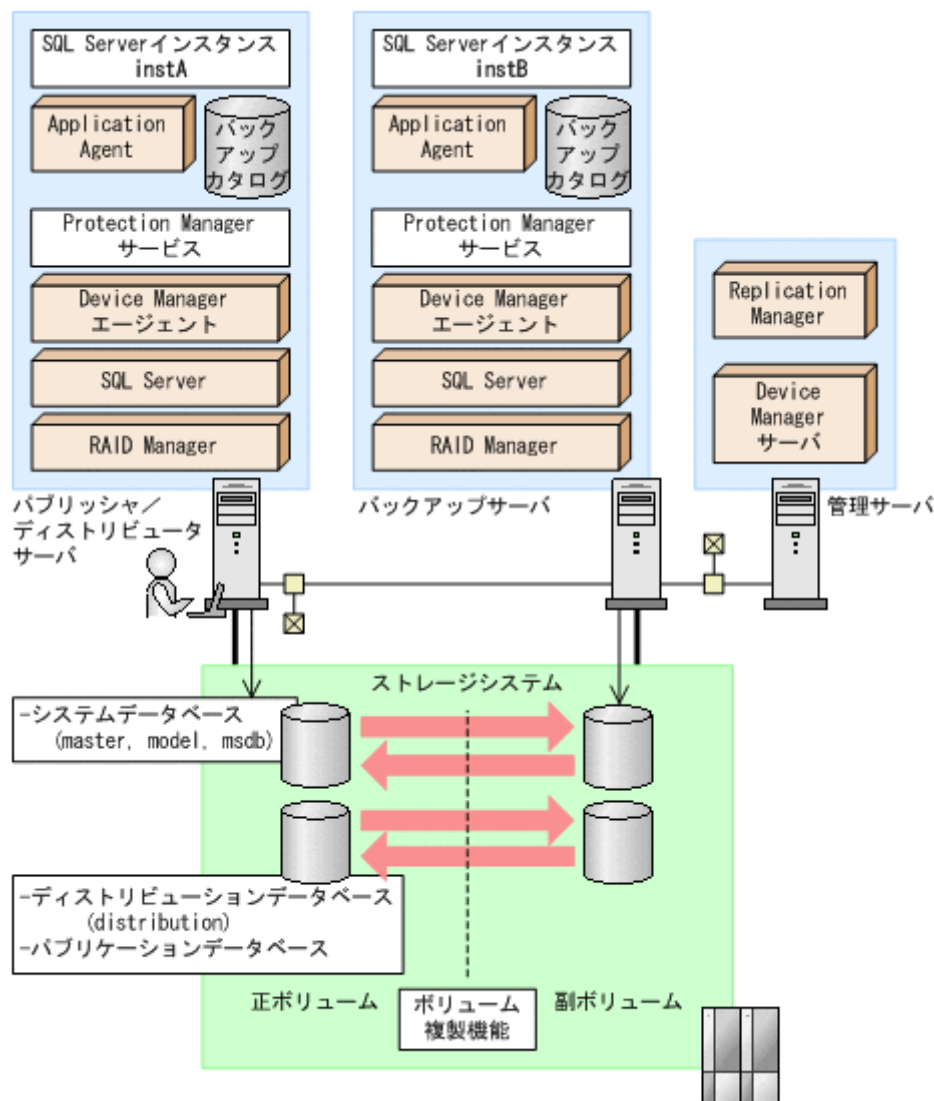 SQL Serverインスタンス
instA
Application
Agent
バック
アップ
カタログ
Protection Manager
サービス
Device Manager
エージェント
SQL Server
RAID Manager
パブリッシャ／
ディストリビュータ
サーバ
SQL Serverインスタンス
instB
Application
Agent
バック
アップ
カタログ
Protection Manager
サービス
Device Manager
エージェント
SQL Server
RAID Manager
バックアップサーバ
Replication
Manager
Device
Manager
サーバ
管理サーバ
ストレージシステム
-システムデータベース
(master, model, msdb)
-ディストリビューションデータベース
(distribution)
-パブリケーションデータベース
正ボリューム
ボリューム
複製機能
副ボリューム